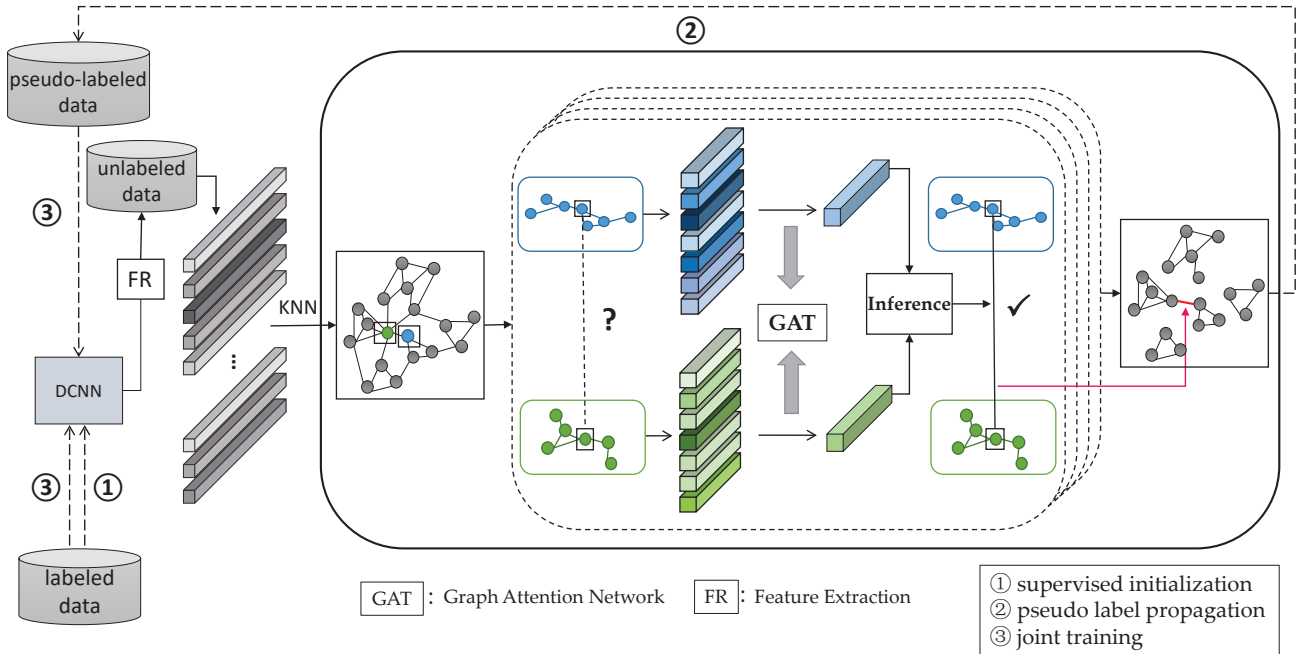 ②
pseudo-labeled
data
unlabeled
data
③
FR
KNN
...
DCNN
③
①
labeled
data
?
GAT
Inference
✓
GAT : Graph Attention Network
FR : Feature Extraction
① supervised initialization
② pseudo label propagation
③ joint training